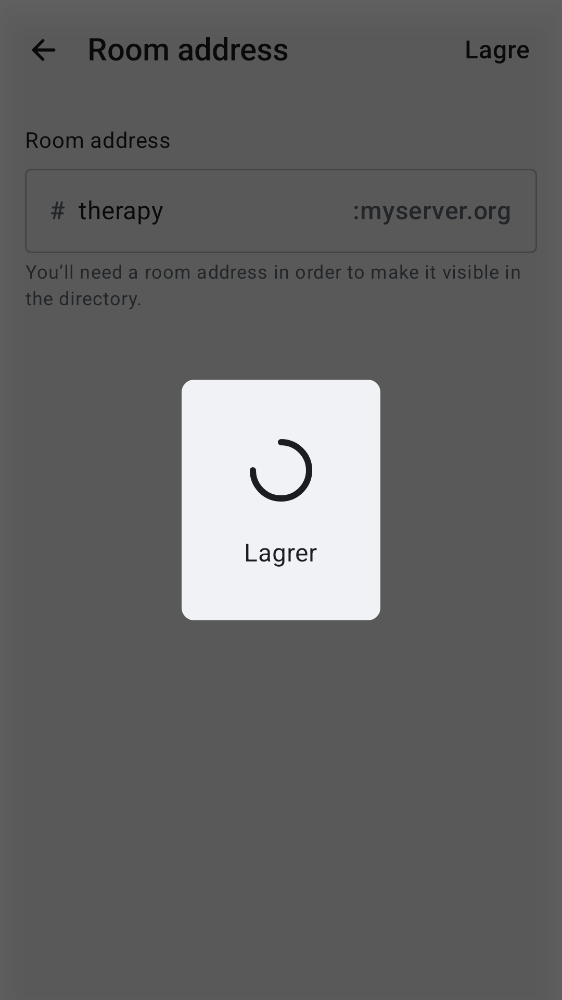 Room address
Lagre
Room address
# therapy :myserver.org
You'll need a room address in order to make it visible in
the directory.
Lagrer